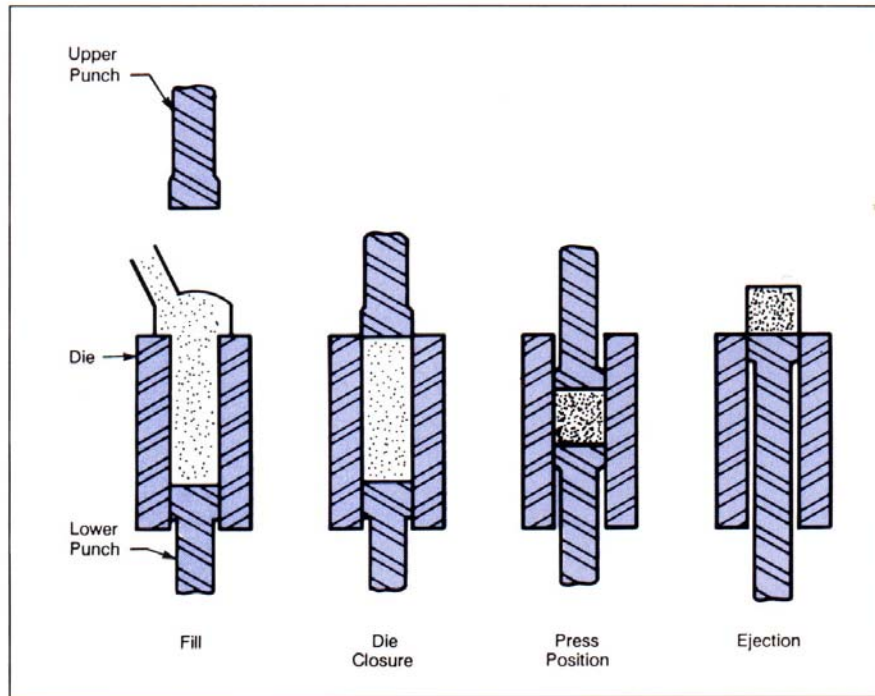 Upper
Punch
Die
Lower
Punch
Fill
Die
Closure
Press
Position
Ejection